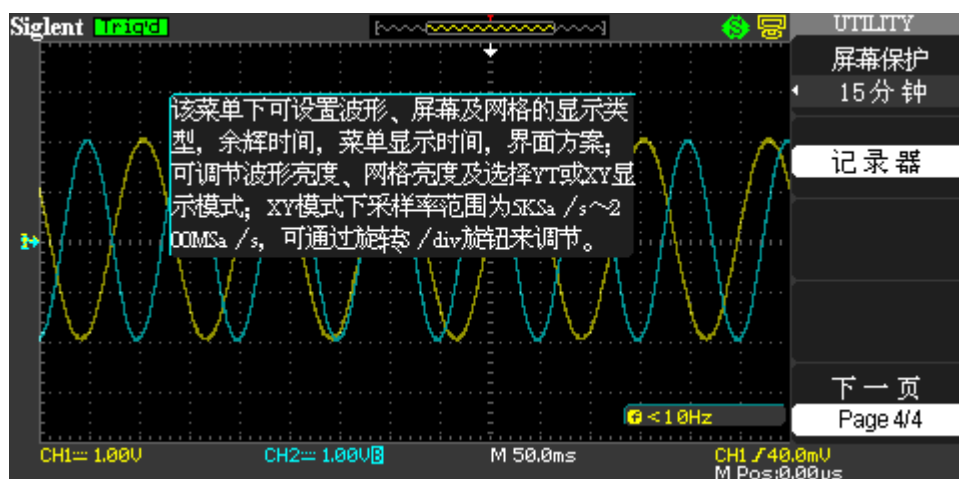 Siglent Trig'd
UTILITY
屏幕保护
15分钟
记录器
下一页
Page 4/4
该菜单下可设置波形、屏幕及网格的显示类
型，余辉时间，菜单显示时间，界面方案；
可调节波形亮度、网格亮度及选择YT或XY显
示模式；XY模式下采样率范围为5KSa /s～2
00MSa /s，可通过旋转S /div旋钮来调节。
f <10Hz
CH1 1.00V CH2 1.00V B M 50.0ms CH1 40.0mV
M Pos:0.00us